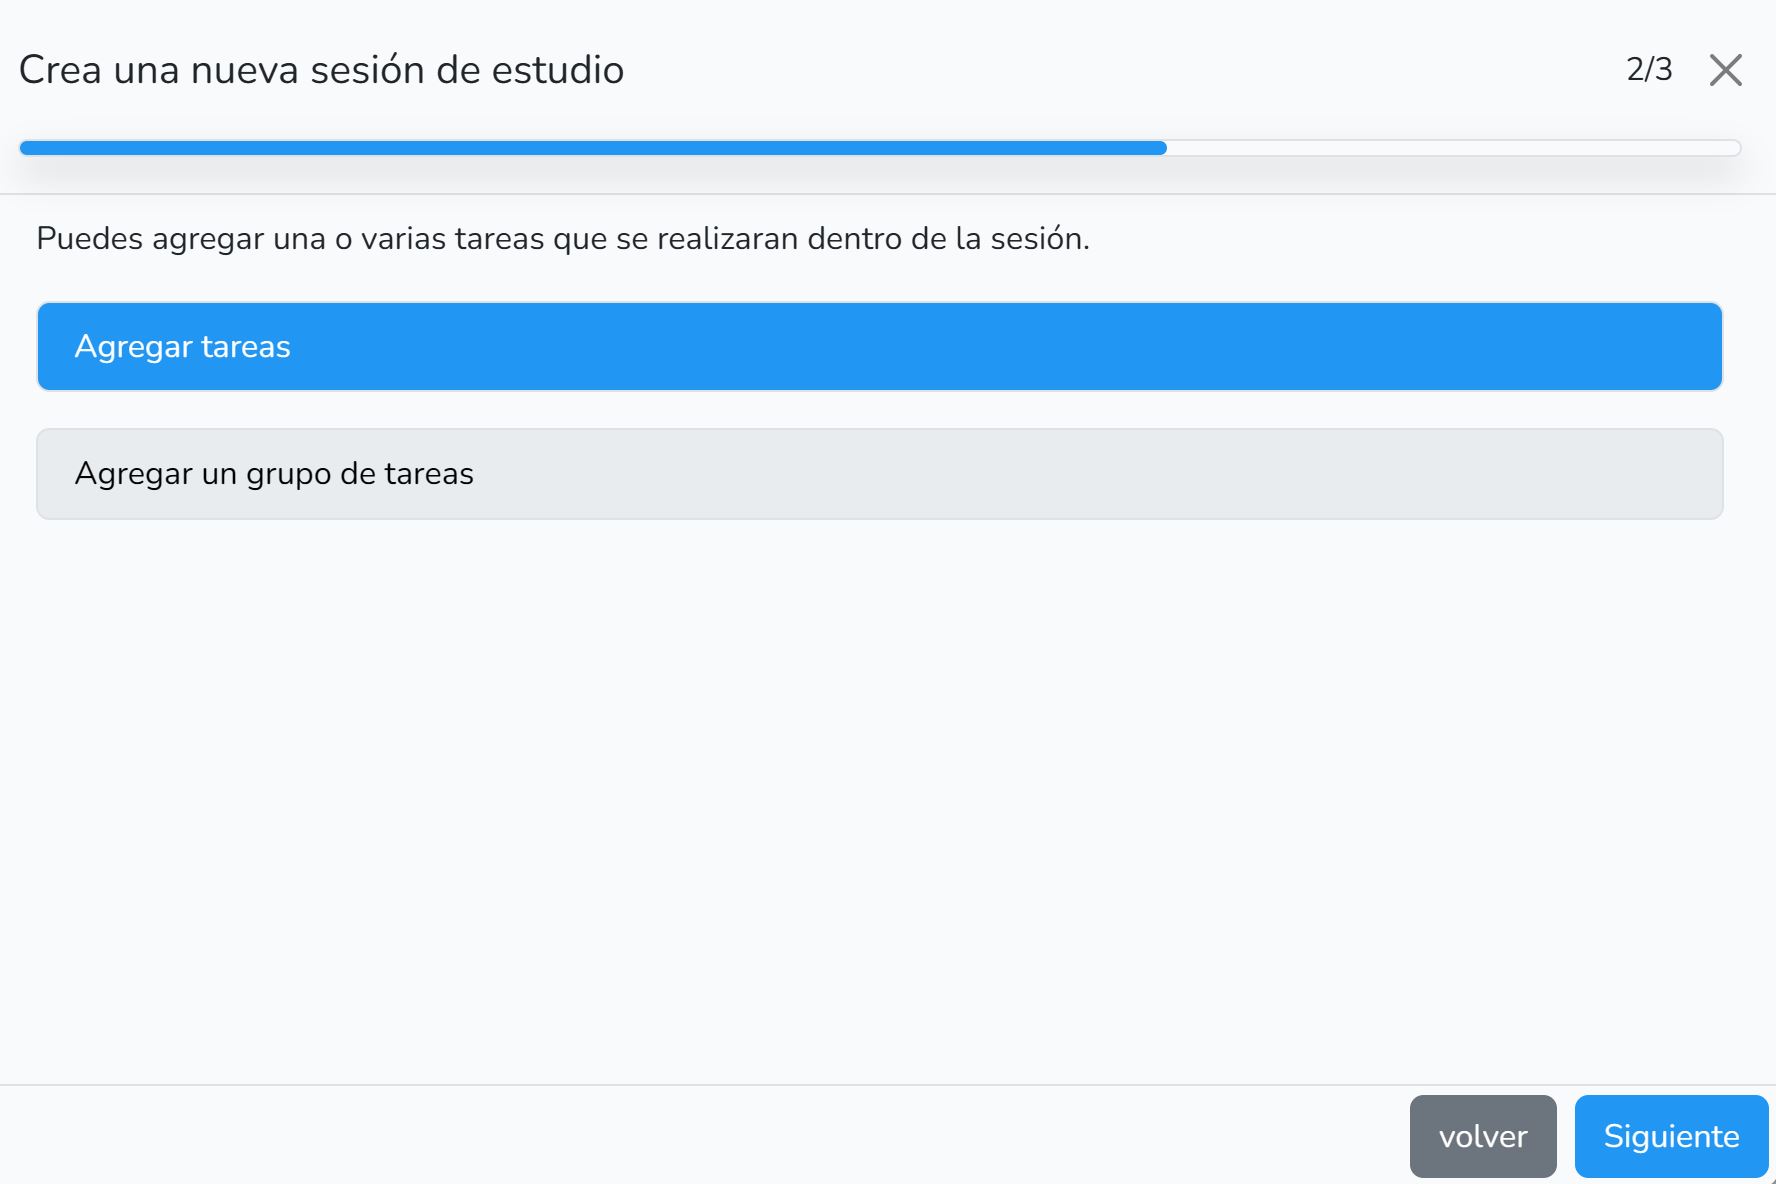 Crea una nueva sesión de estudio
2/3
Puedes agregar una o varias tareas que se realizaran dentro de la sesión.
Agregar tareas
Agregar un grupo de tareas
volver
Siguiente